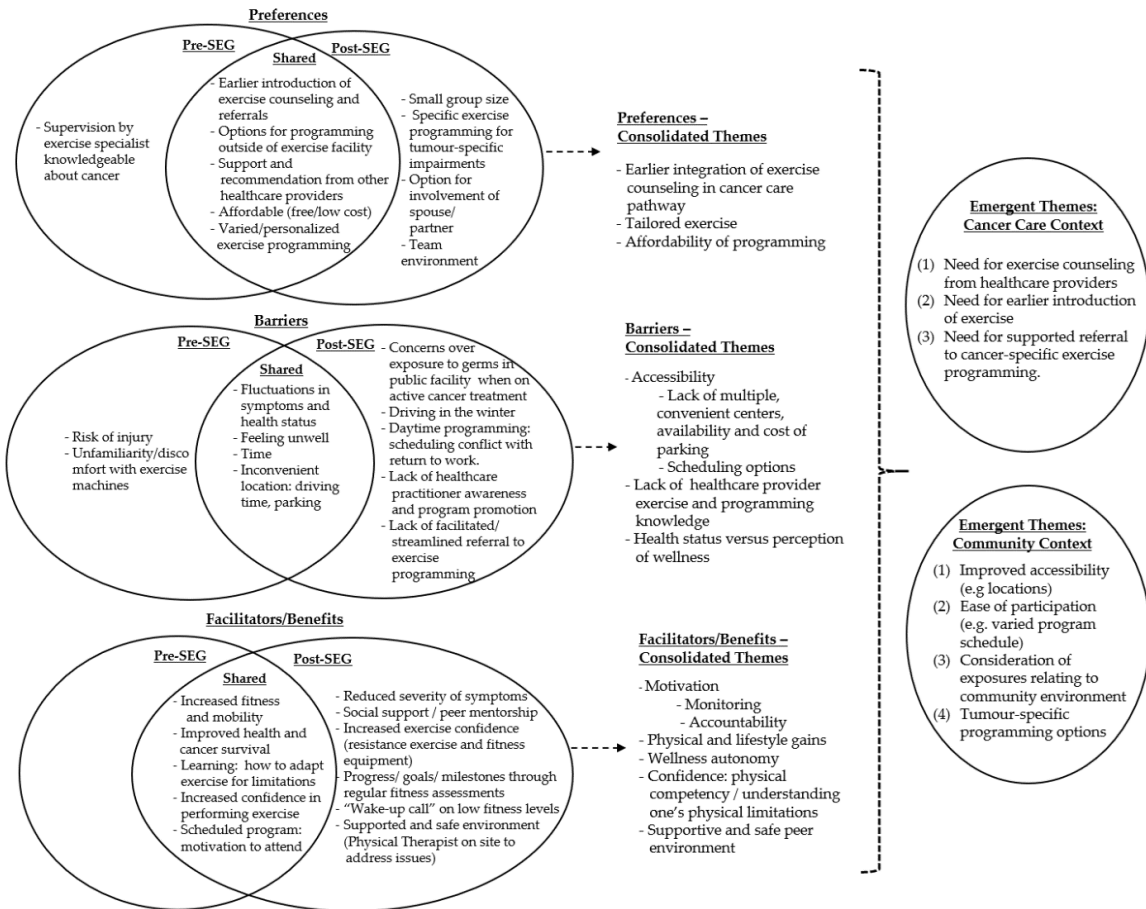 Preferences
Pre-SEG
Post-SEG
Shared
- Supervision by
exercise specialist
knowledgeable
about cancer
- Earlier introduction of
exercise counseling and
referrals
- Options for programming
outside of exercise facility
- Support and
recommendation from other
healthcare providers
- Affordable (free/low cost)
- Varied/personalized
exercise programming
- Small group size
- Specific exercise
programming for
tumour-specific
impairments
- Option for
involvement of
spouse/
partner
- Team
environment
Preferences –
Consolidated Themes
- Earlier integration of exercise
counseling in cancer care
pathway
- Tailored exercise
- Affordability of programming
Barriers
Pre-SEG
Post-SEG
Shared
- Risk of injury
- Unfamiliarity/disco
mfort with exercise
machines
- Fluctuations in
symptoms and
health status
- Feeling unwell
- Time
- Inconvenient
location: driving
time, parking
- Concerns over
exposure to germs in
public facility when on
active cancer treatment
- Driving in the winter
- Daytime programming:
scheduling conflict with
return to work.
- Lack of healthcare
practitioner awareness
and program promotion
- Lack of facilitated/
streamlined referral to
exercise
programming
Barriers –
Consolidated Themes
- Accessibility
- Lack of multiple,
convenient centers,
availability and cost of
parking
- Scheduling options
- Lack of healthcare provider
exercise and programming
knowledge
- Health status versus perception
of wellness
Facilitators/Benefits
Pre-SEG
Post-SEG
Shared
- Increased fitness
and mobility
- Improved health and
cancer survival
- Learning: how to adapt
exercise for limitations
- Increased confidence in
performing exercise
- Scheduled program:
motivation to attend
- Reduced severity of symptoms
- Social support / peer mentorship
- Increased exercise confidence
(resistance exercise and fitness
equipment)
- Progress/ goals/ milestones through
regular fitness assessments
- “Wake-up call” on low fitness levels
- Supported and safe environment
(Physical Therapist on site to
address issues)
Facilitators/Benefits –
Consolidated Themes
- Motivation
- Monitoring
- Accountability
- Physical and lifestyle gains
- Wellness autonomy
- Confidence: physical
competency / understanding
one’s physical limitations
- Supportive and safe peer
environment
Emergent Themes:
Cancer Care Context
(1) Need for exercise counseling
from healthcare providers
(2) Need for earlier introduction
of exercise
(3) Need for supported referral
to cancer-specific exercise
programming.
Emergent Themes:
Community Context
(1) Improved accessibility
(e.g locations)
(2) Ease of participation
(e.g. varied program
schedule)
(3) Consideration of
exposures relating to
community environment
(4) Tumour-specific
programming options